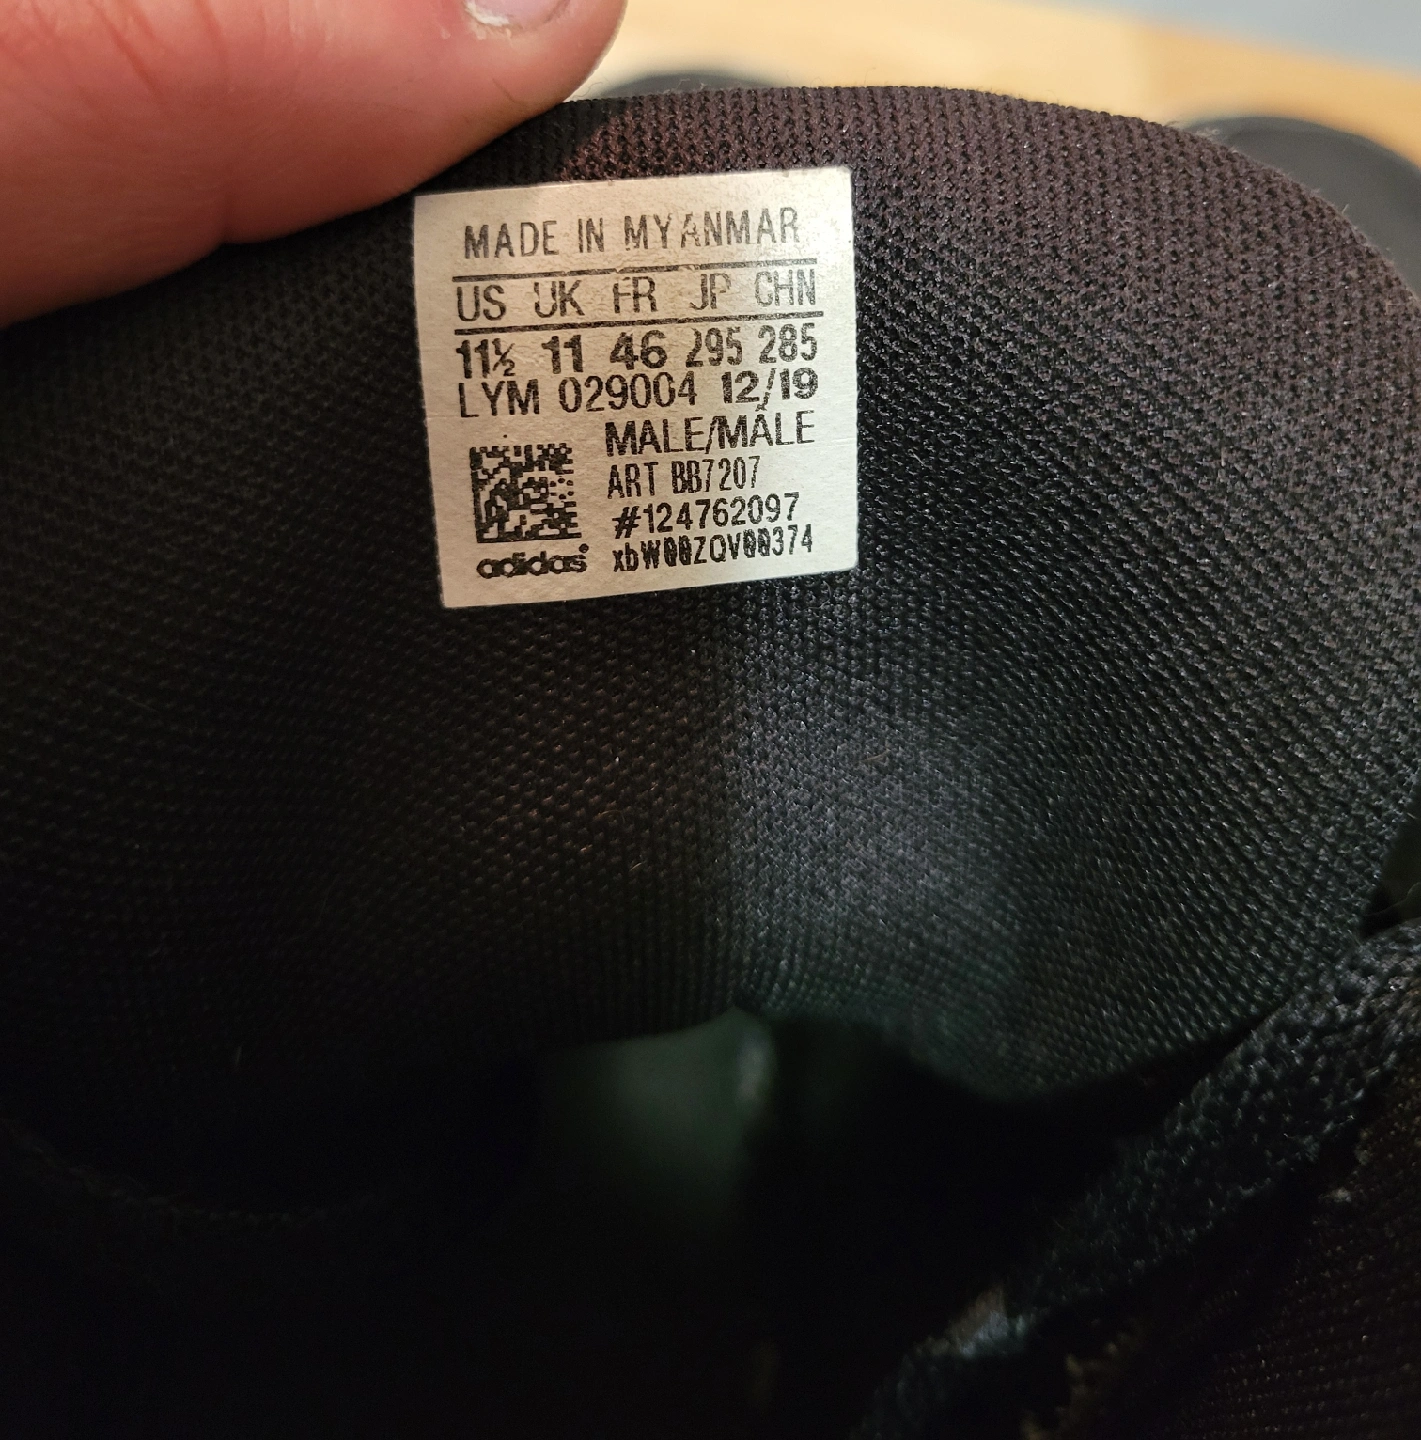 MADE IN MYANMAR
US UK FR JP CHN
11½ 11 46 295 285
LYM 029004 12/19
MALE/MÂLE
ART BB7207
#124762097
adidas xbW00ZQV00374